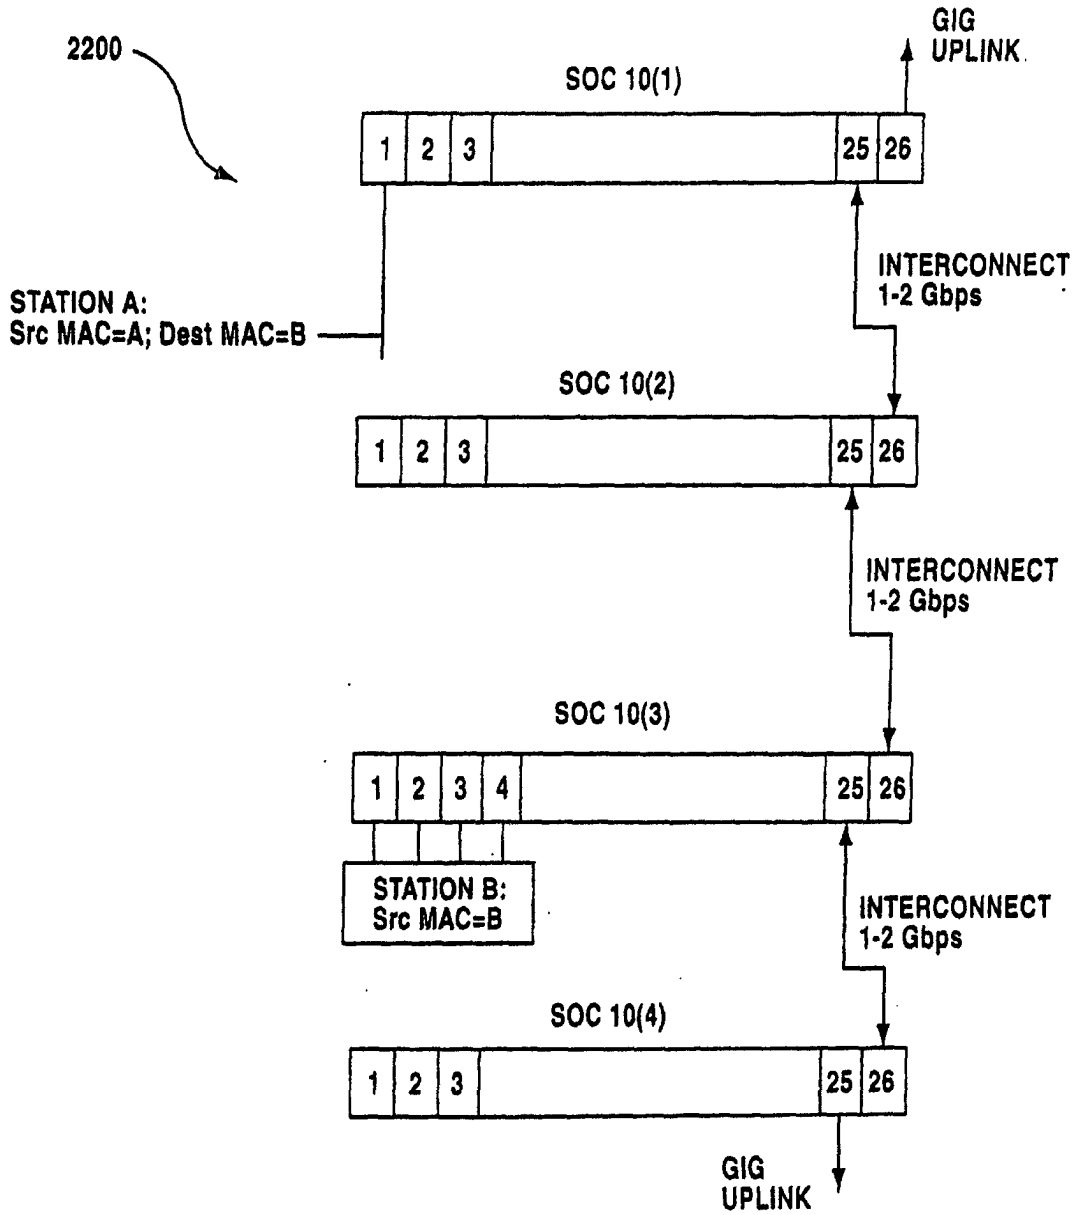 GIG
UPLINK
2200
SOC 10(1)
1 2 3 25 26
INTERCONNECT
1-2 Gbps
STATION A:
Src MAC=A; Dest MAC=B
SOC 10(2)
1 2 3 25 26
INTERCONNECT
1-2 Gbps
SOC 10(3)
1 2 3 4 25 26
STATION B:
Src MAC=B
INTERCONNECT
1-2 Gbps
SOC 10(4)
1 2 3 25 26
GIG
UPLINK